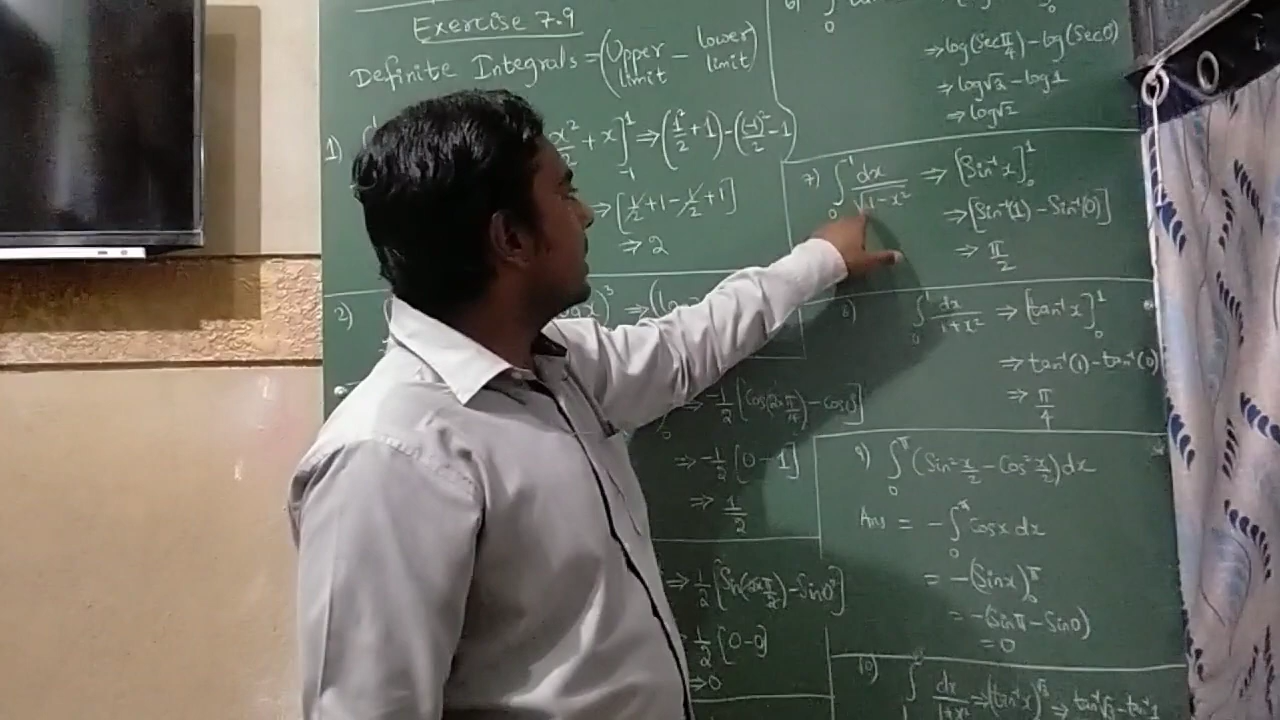 Exercise 7.9
Definite Integrals = (Upper limit - lower limit)
1) x²/2 + x]₋₁¹ ⇒ (1²/2 + 1) - ((-1)²/2 - 1)
⇒ [1/2 + 1 - 1/2 + 1]
⇒ 2
2)
⇒ -1/2 [Cos(2×π/4) - Cos0]
⇒ -1/2 [0 - 1]
⇒ 1/2
⇒ 1/2 [Sin(2×π/2) - Sin0°]
1/2 [0-0]
⇒ 0
6) ∫₀
⇒ log(Sec π/4) - log(Sec0)
⇒ log√2 - log1
⇒ log√2
7) ∫₀¹ dx/√1-x² ⇒ [Sin⁻¹x]₀¹
⇒ [Sin⁻¹(1) - Sin⁻¹(0)]
⇒ π/2
8) ∫₀¹ dx/1+x² ⇒ [tan⁻¹x]₀¹
⇒ tan⁻¹(1) - tan⁻¹(0)
⇒ π/4
9) ∫₀^π (Sin² x/2 - Cos² x/2) dx
Ans = -∫₀^π Cosx dx
= -(Sinx)₀^π
= -(Sinπ - Sin0)
= 0
10) ∫ dx/1+x² ⇒ (tan⁻¹x)^√3 ⇒ tan⁻¹√3 - tan⁻¹1